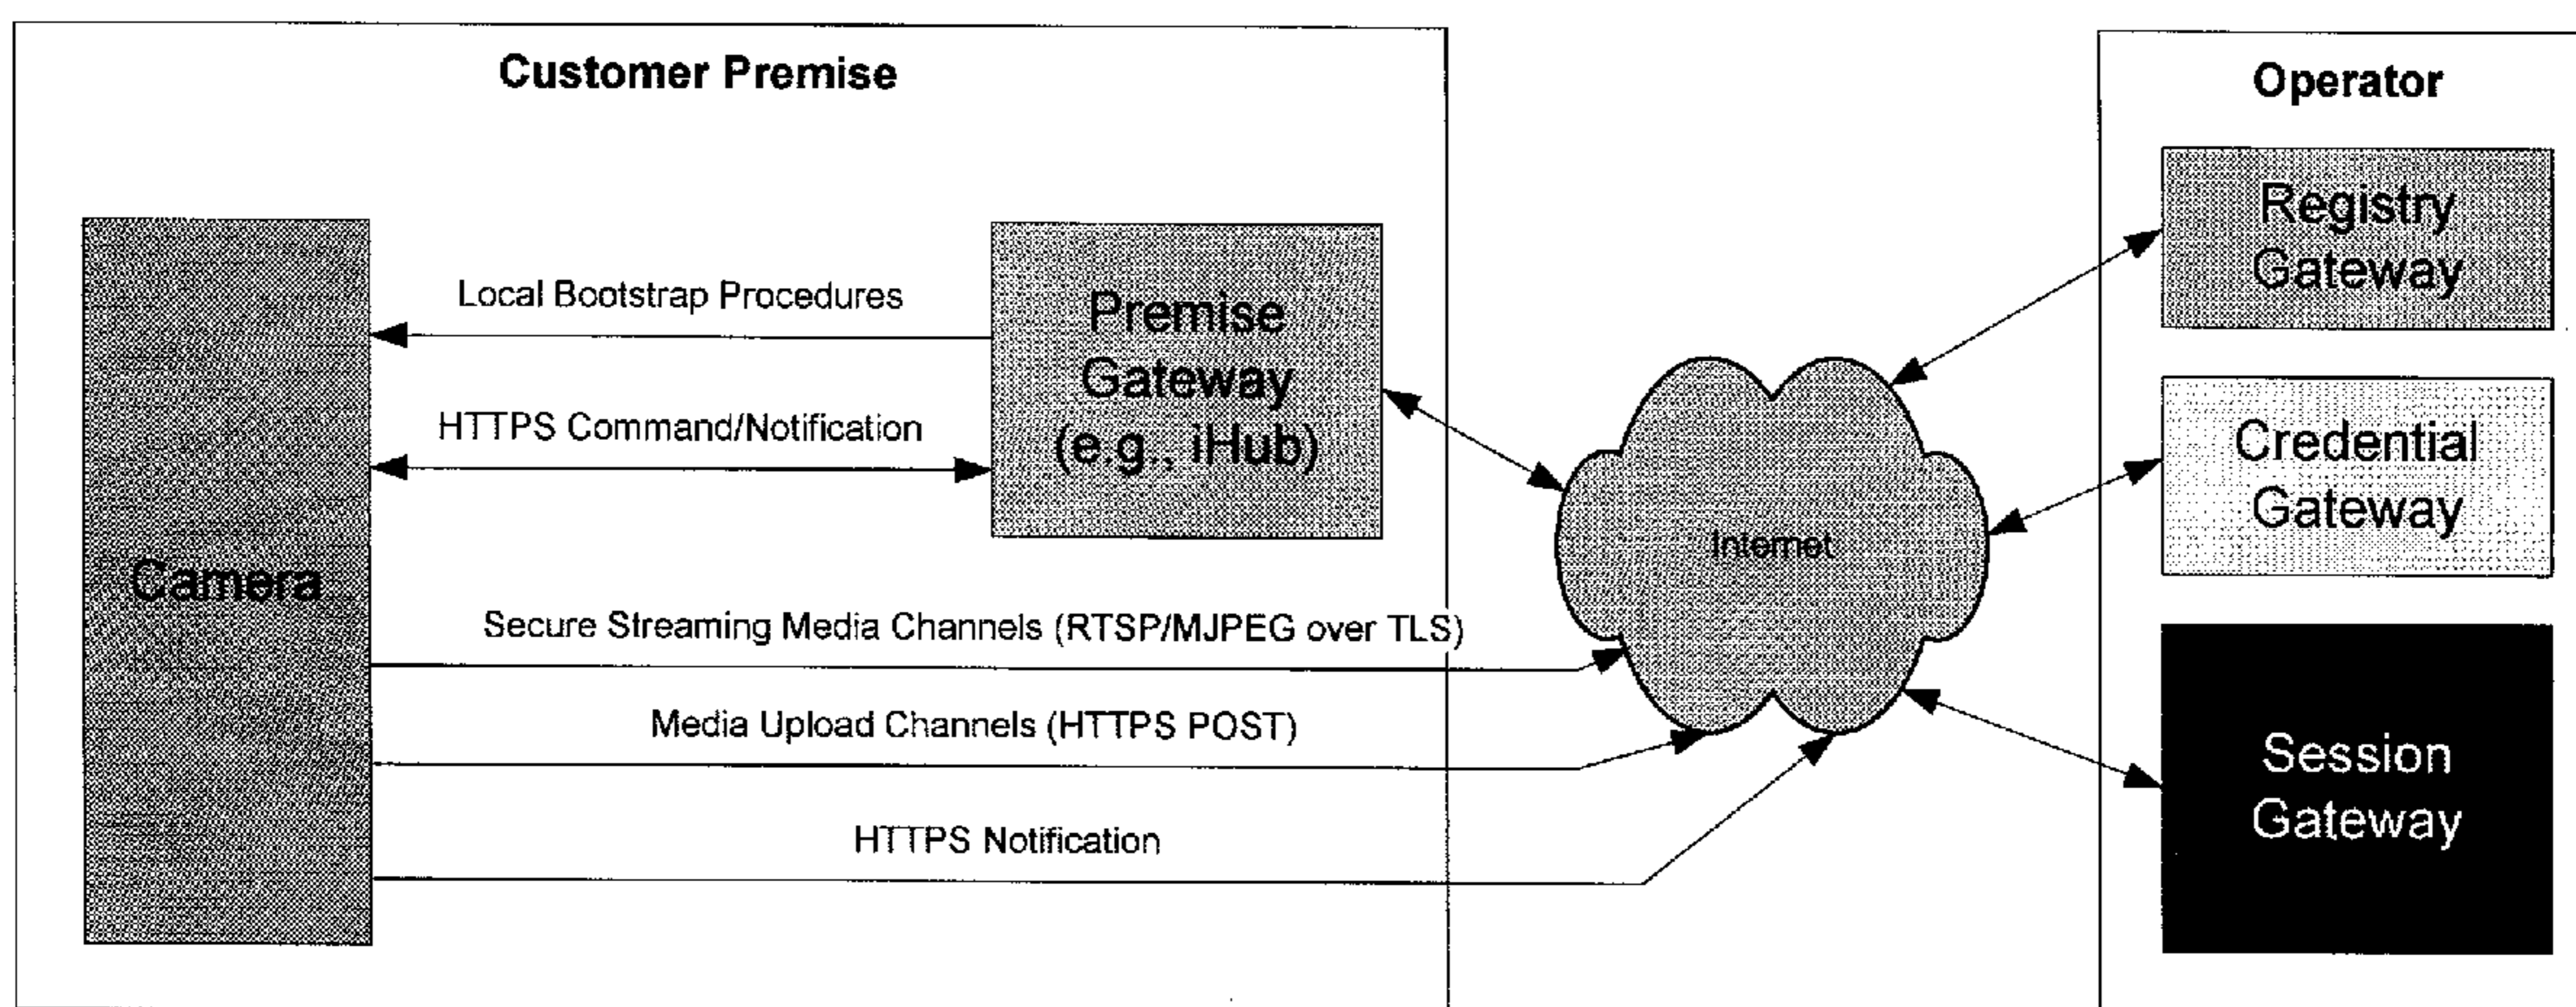 Customer Premise
Operator
Registry
Gateway
Local Bootstrap Procedures
Premise
Gateway
(e.g., iHub)
HTTPS Command/Notification
Credential
Gateway
Internet
Camera
Secure Streaming Media Channels (RTSP/MJPEG over TLS)
Media Upload Channels (HTTPS POST)
Session
Gateway
HTTPS Notification